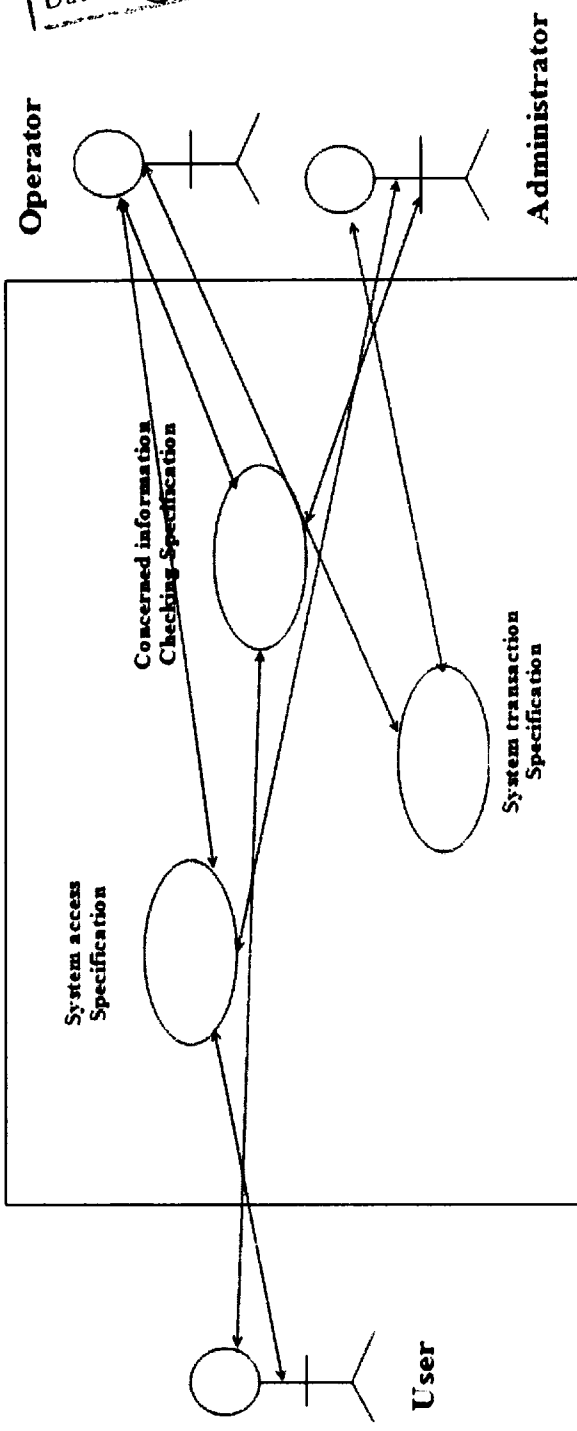 Operator
Administrator
Concerned information
Checking Specification
System access
Specification
System transaction
Specification
User